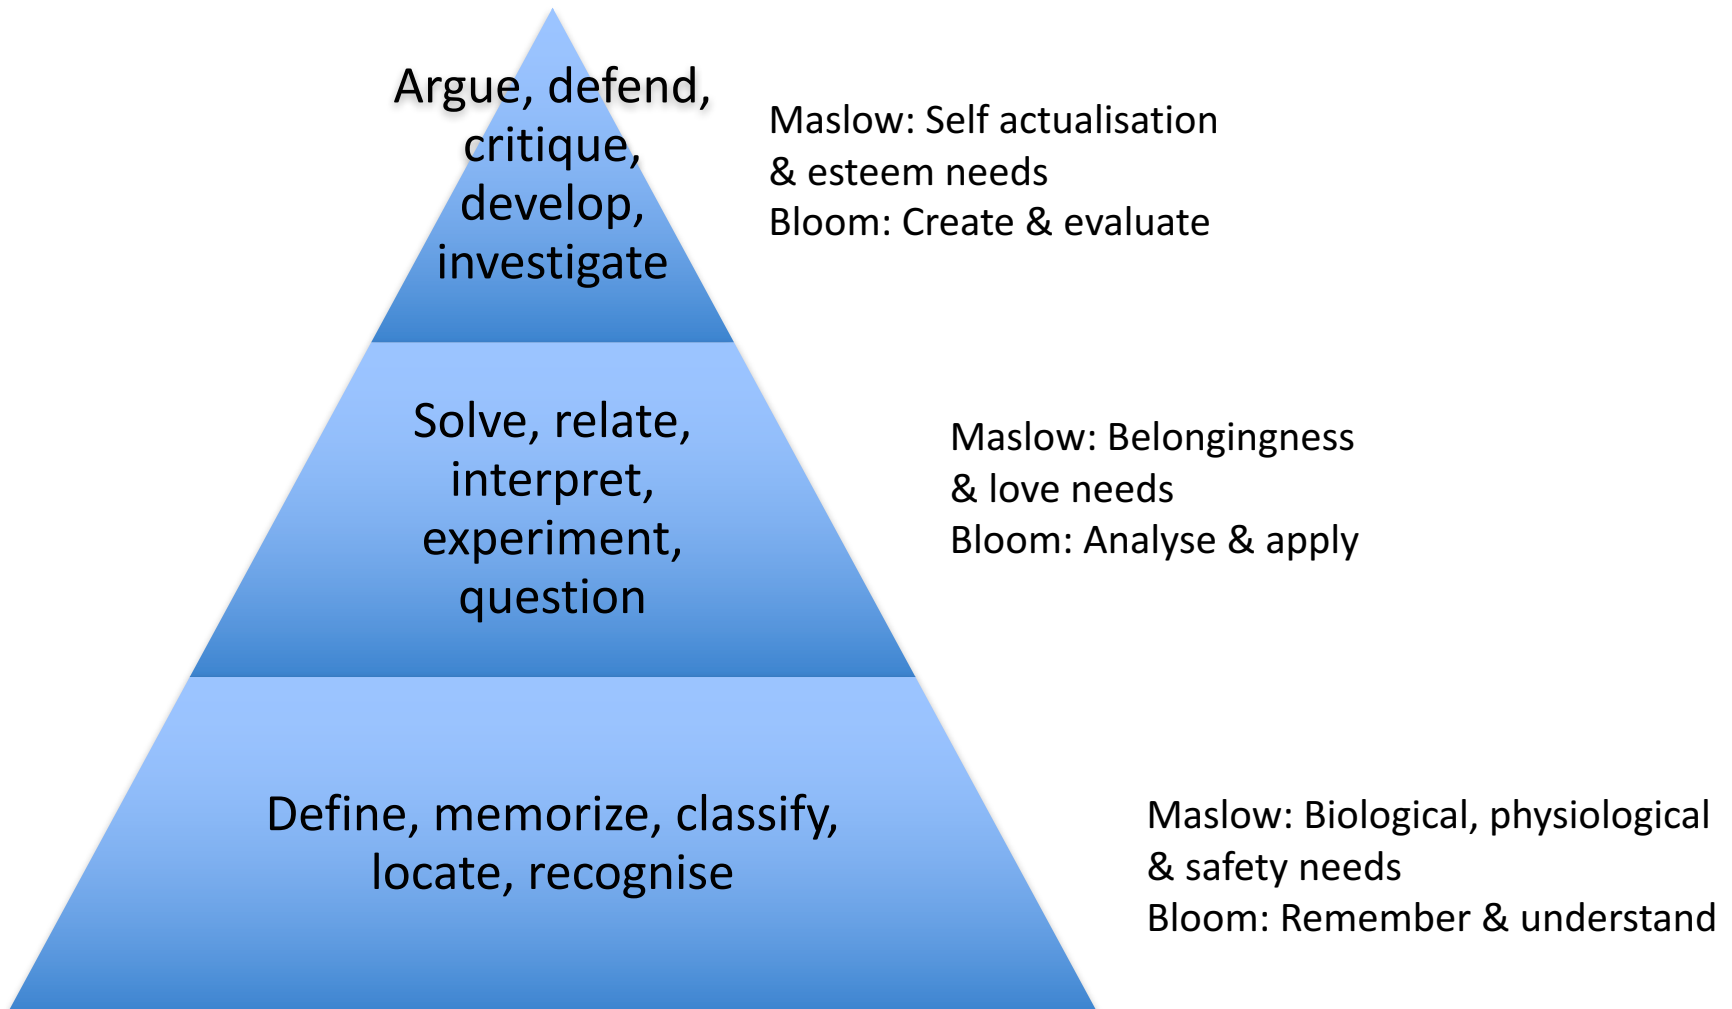 Argue, defend,
critique,
develop,
investigate
Maslow: Self actualisation
& esteem needs
Bloom: Create & evaluate
Solve, relate,
interpret,
experiment,
question
Maslow: Belongingness
& love needs
Bloom: Analyse & apply
Define, memorize, classify,
locate, recognise
Maslow: Biological, physiological
& safety needs
Bloom: Remember & understand